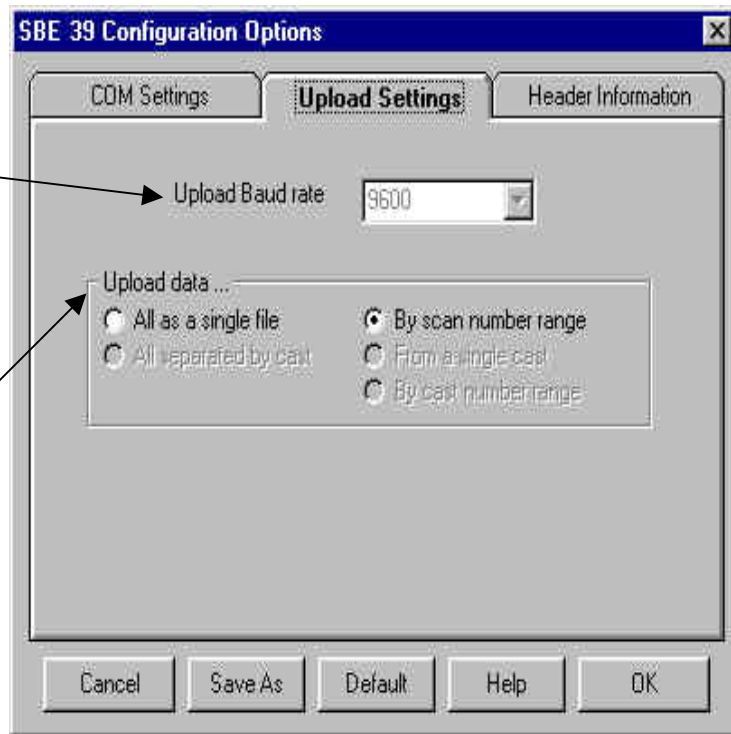 SBE 39 Configuration Options
COM Settings Upload Settings Header Information
Upload Baud rate 9600
Upload data ...
All as a single file By scan number range
All separated by cast From a single cast
By cast number range
Cancel Save As Default Help OK